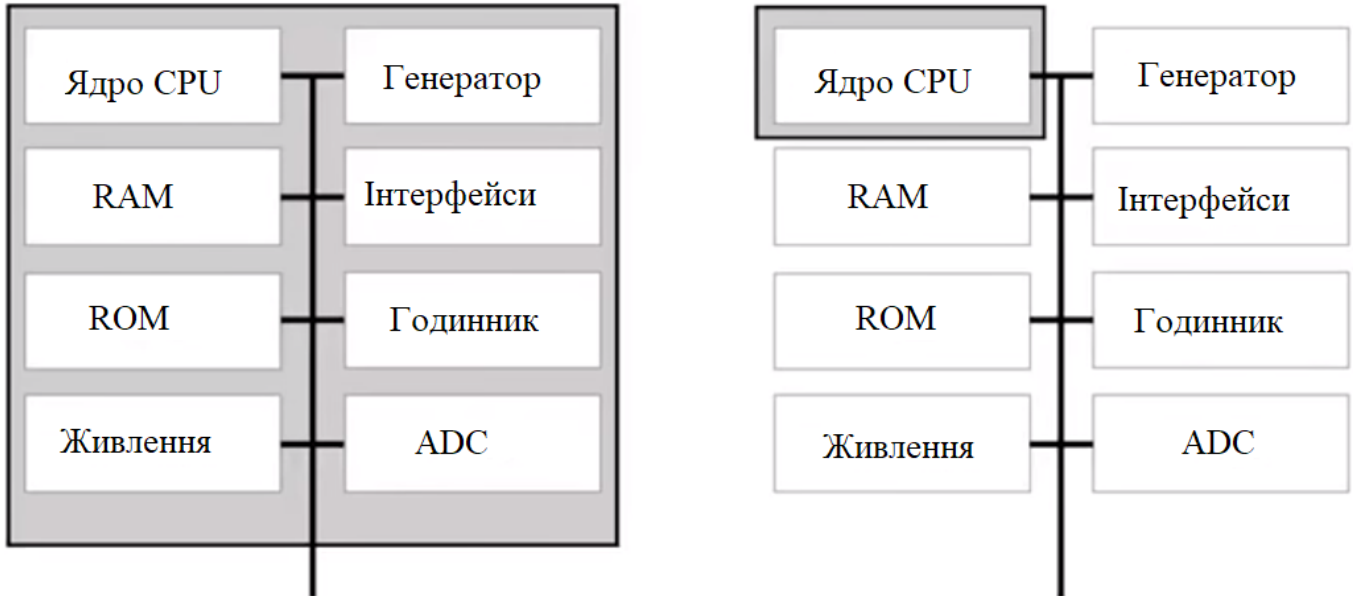 Ядро CPU
Генератор
RAM
Інтерфейси
ROM
Годинник
Живлення
ADC
Ядро CPU
Генератор
RAM
Інтерфейси
ROM
Годинник
Живлення
ADC